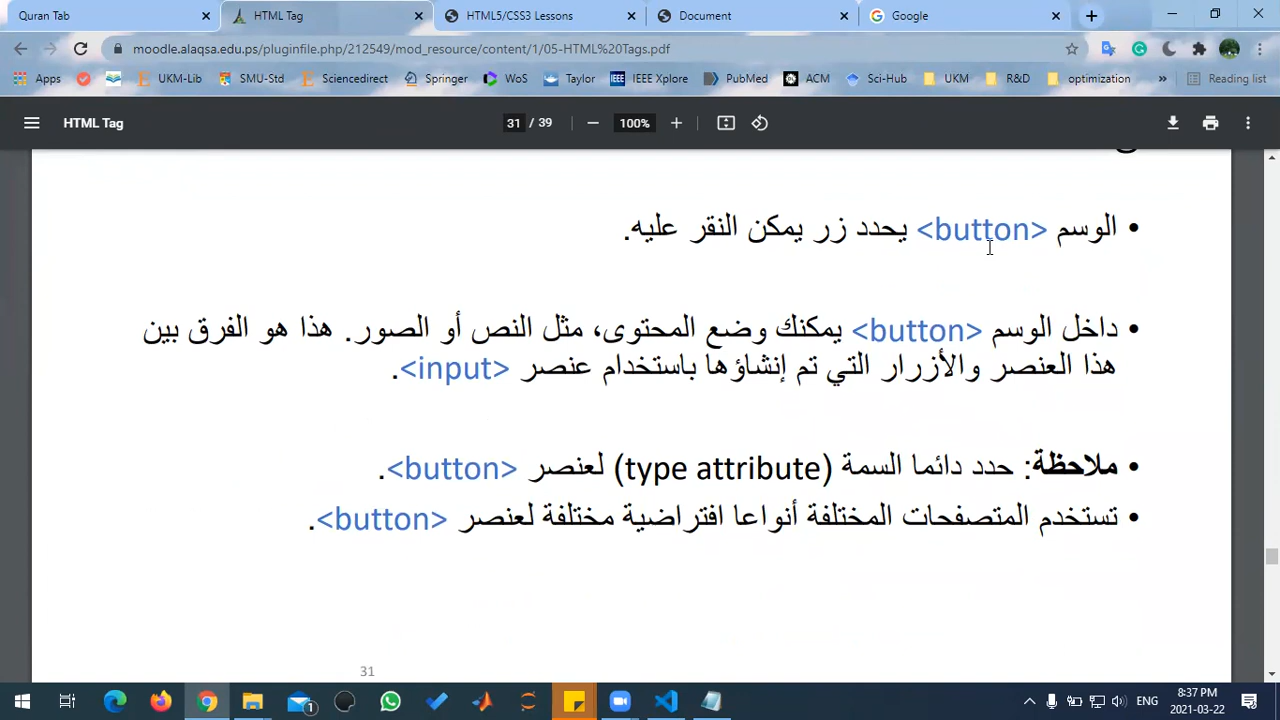 Quran Tab
HTML Tag
HTML5/CSS3 Lessons
Document
Google
moodle.alaqsa.edu.ps/pluginfile.php/212549/mod_resource/content/1/05-HTML%20Tags.pdf
Apps
UKM-Lib
SMU-Std
Sciencedirect
Springer
WoS
Taylor
IEEE Xplore
PubMed
ACM
Sci-Hub
UKM
R&D
optimization
»
Reading list
HTML Tag
31 / 39
100%
• الوسم <button> يحدد زر يمكن النقر عليه.
• داخل الوسم <button> يمكنك وضع المحتوى، مثل النص أو الصور. هذا هو الفرق بين
هذا العنصر والأزرار التي تم إنشاؤها باستخدام عنصر <input>.
• ملاحظة: حدد دائما السمة (type attribute) لعنصر <button>.
• تستخدم المتصفحات المختلفة أنواعا افتراضية مختلفة لعنصر <button>.
31
ENG
8:37 PM
2021-03-22